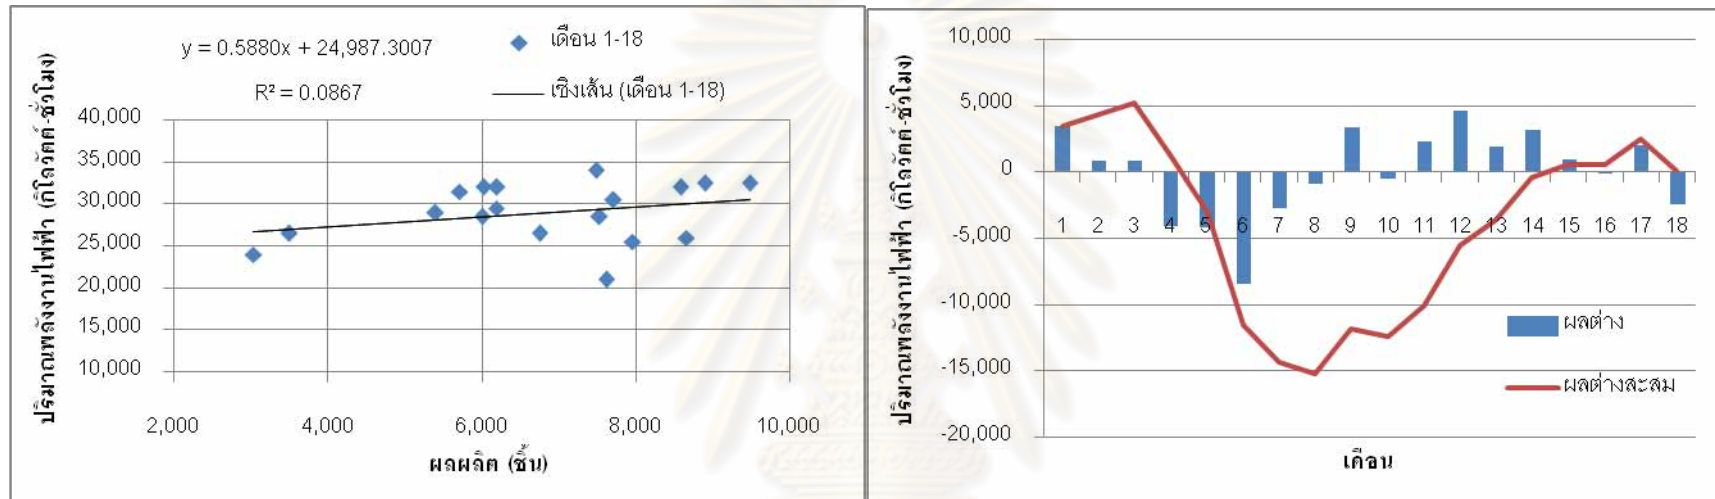 y = 0.5880x + 24,987.3007
R² = 0.0867
เดือน 1-18
เชิงเส้น (เดือน 1-18)
ปริมาณพลังงานไฟฟ้า (กิโลวัตต์-ชั่วโมง)
40,000
35,000
30,000
25,000
20,000
15,000
10,000
2,000 4,000 6,000 8,000 10,000
ผลผลิต (ชิ้น)
ปริมาณพลังงานไฟฟ้า (กิโลวัตต์-ชั่วโมง)
10,000
5,000
0
-5,000
-10,000
-15,000
-20,000
1 2 3 4 5 6 7 8 9 10 11 12 13 14 15 16 17 18
ผลต่าง
ผลต่างสะสม
เดือน